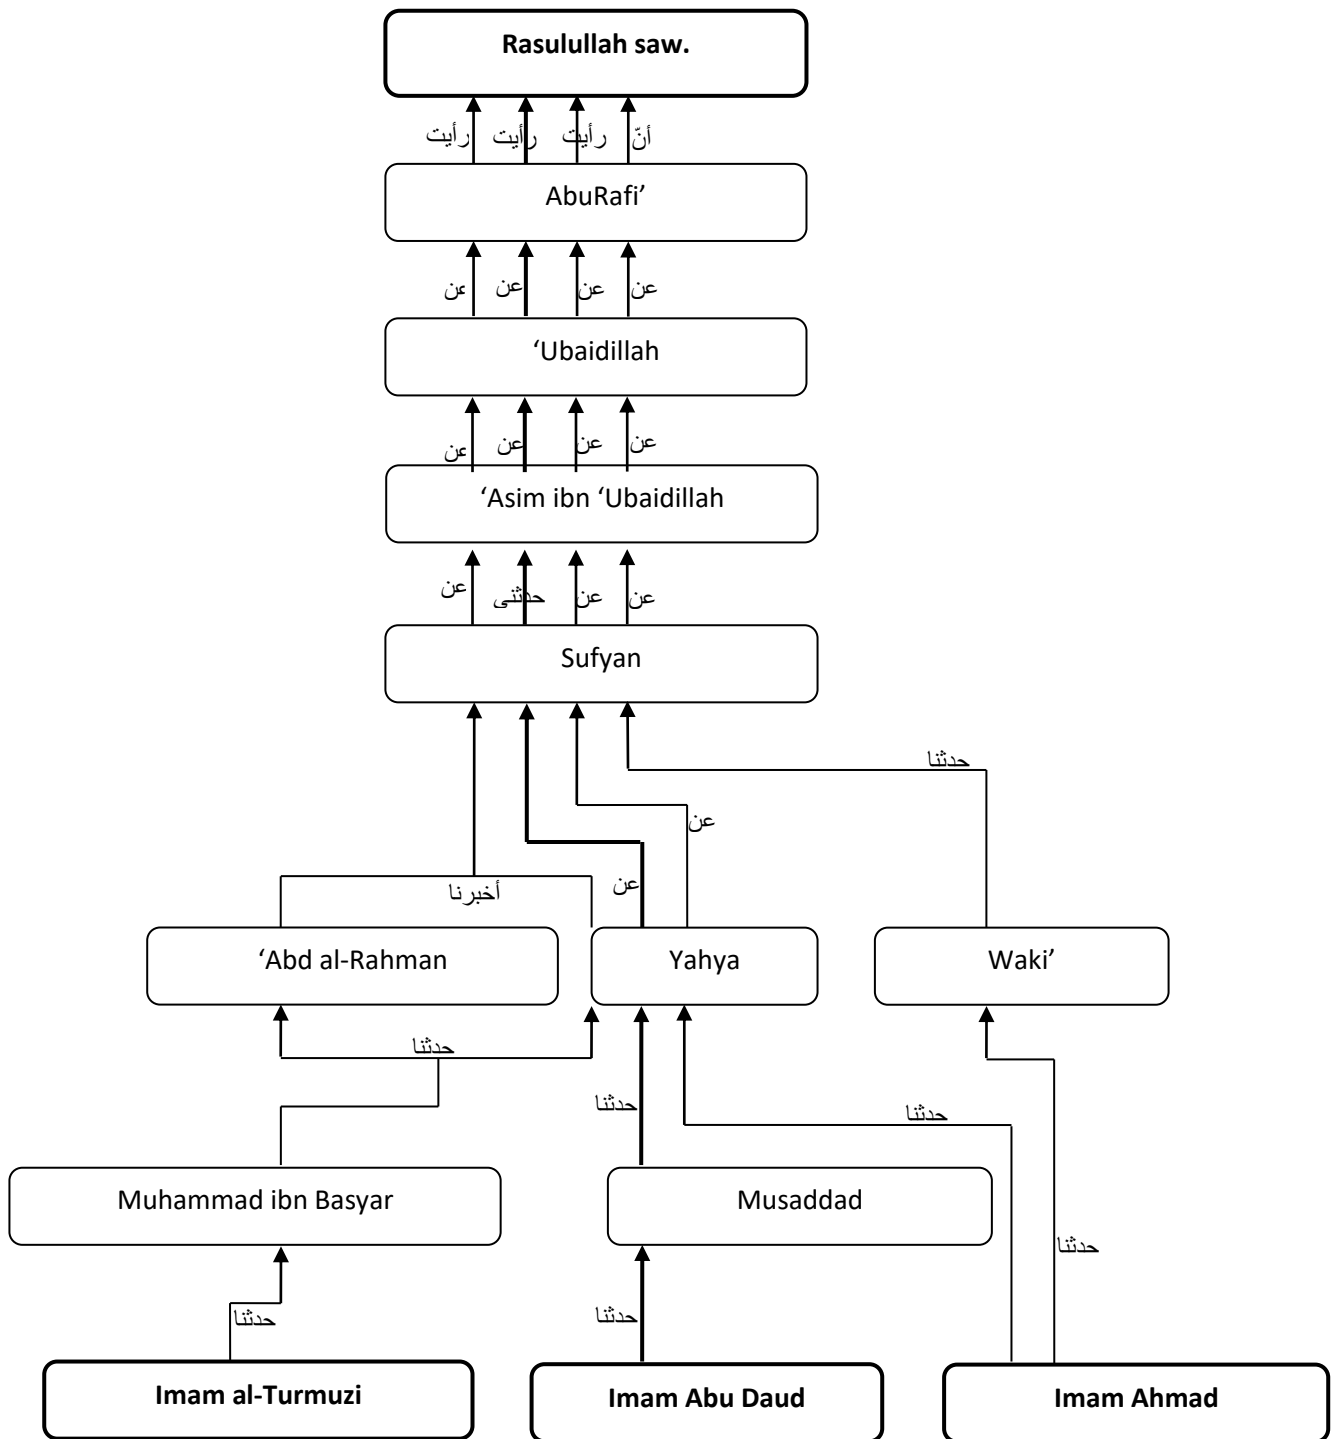 Rasulullah saw.
رأيت رأيت رأيت أنّ
AbuRafi’
عن عن عن عن
‘Ubaidillah
عن عن عن عن
‘Asim ibn ‘Ubaidillah
عن حدثنى عن عن
Sufyan
حدثنا
عن
عن
أخبرنا
‘Abd al-Rahman Yahya Waki’
حدثنا
حدثنا حدثنا
Muhammad ibn Basyar Musaddad
حدثنا
حدثنا حدثنا
Imam al-Turmuzi Imam Abu Daud Imam Ahmad